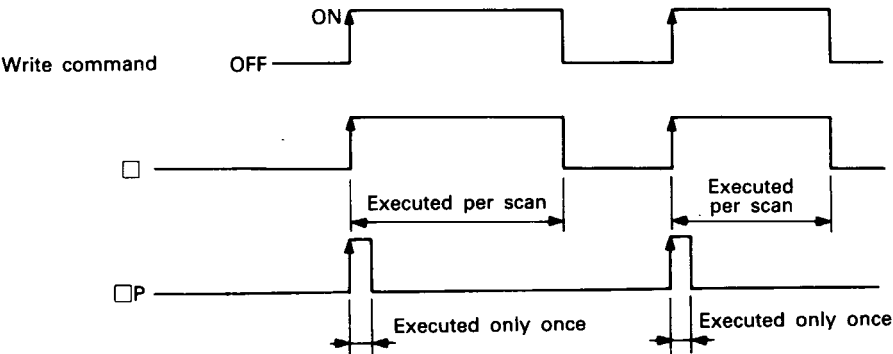 ON
Write command OFF
□
Executed per scan
Executed
per scan
□P
Executed only once
Executed only once